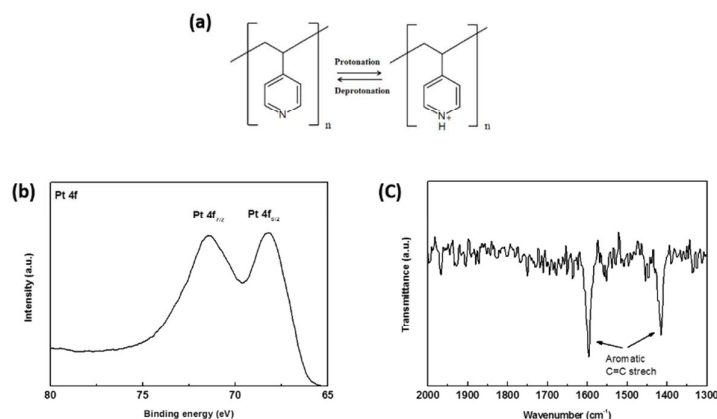 (a)
Protonation
Deprotonation
N
n
N+
H
n
(b)
Pt 4f
Pt 4f7/2
Pt 4f5/2
Intensity (a.u.)
80 75 70 65
Binding energy (eV)
(C)
Transmittance (a.u.)
Aromatic
C=C strech
2000 1900 1800 1700 1600 1500 1400 1300
Wavenumber (cm-1)